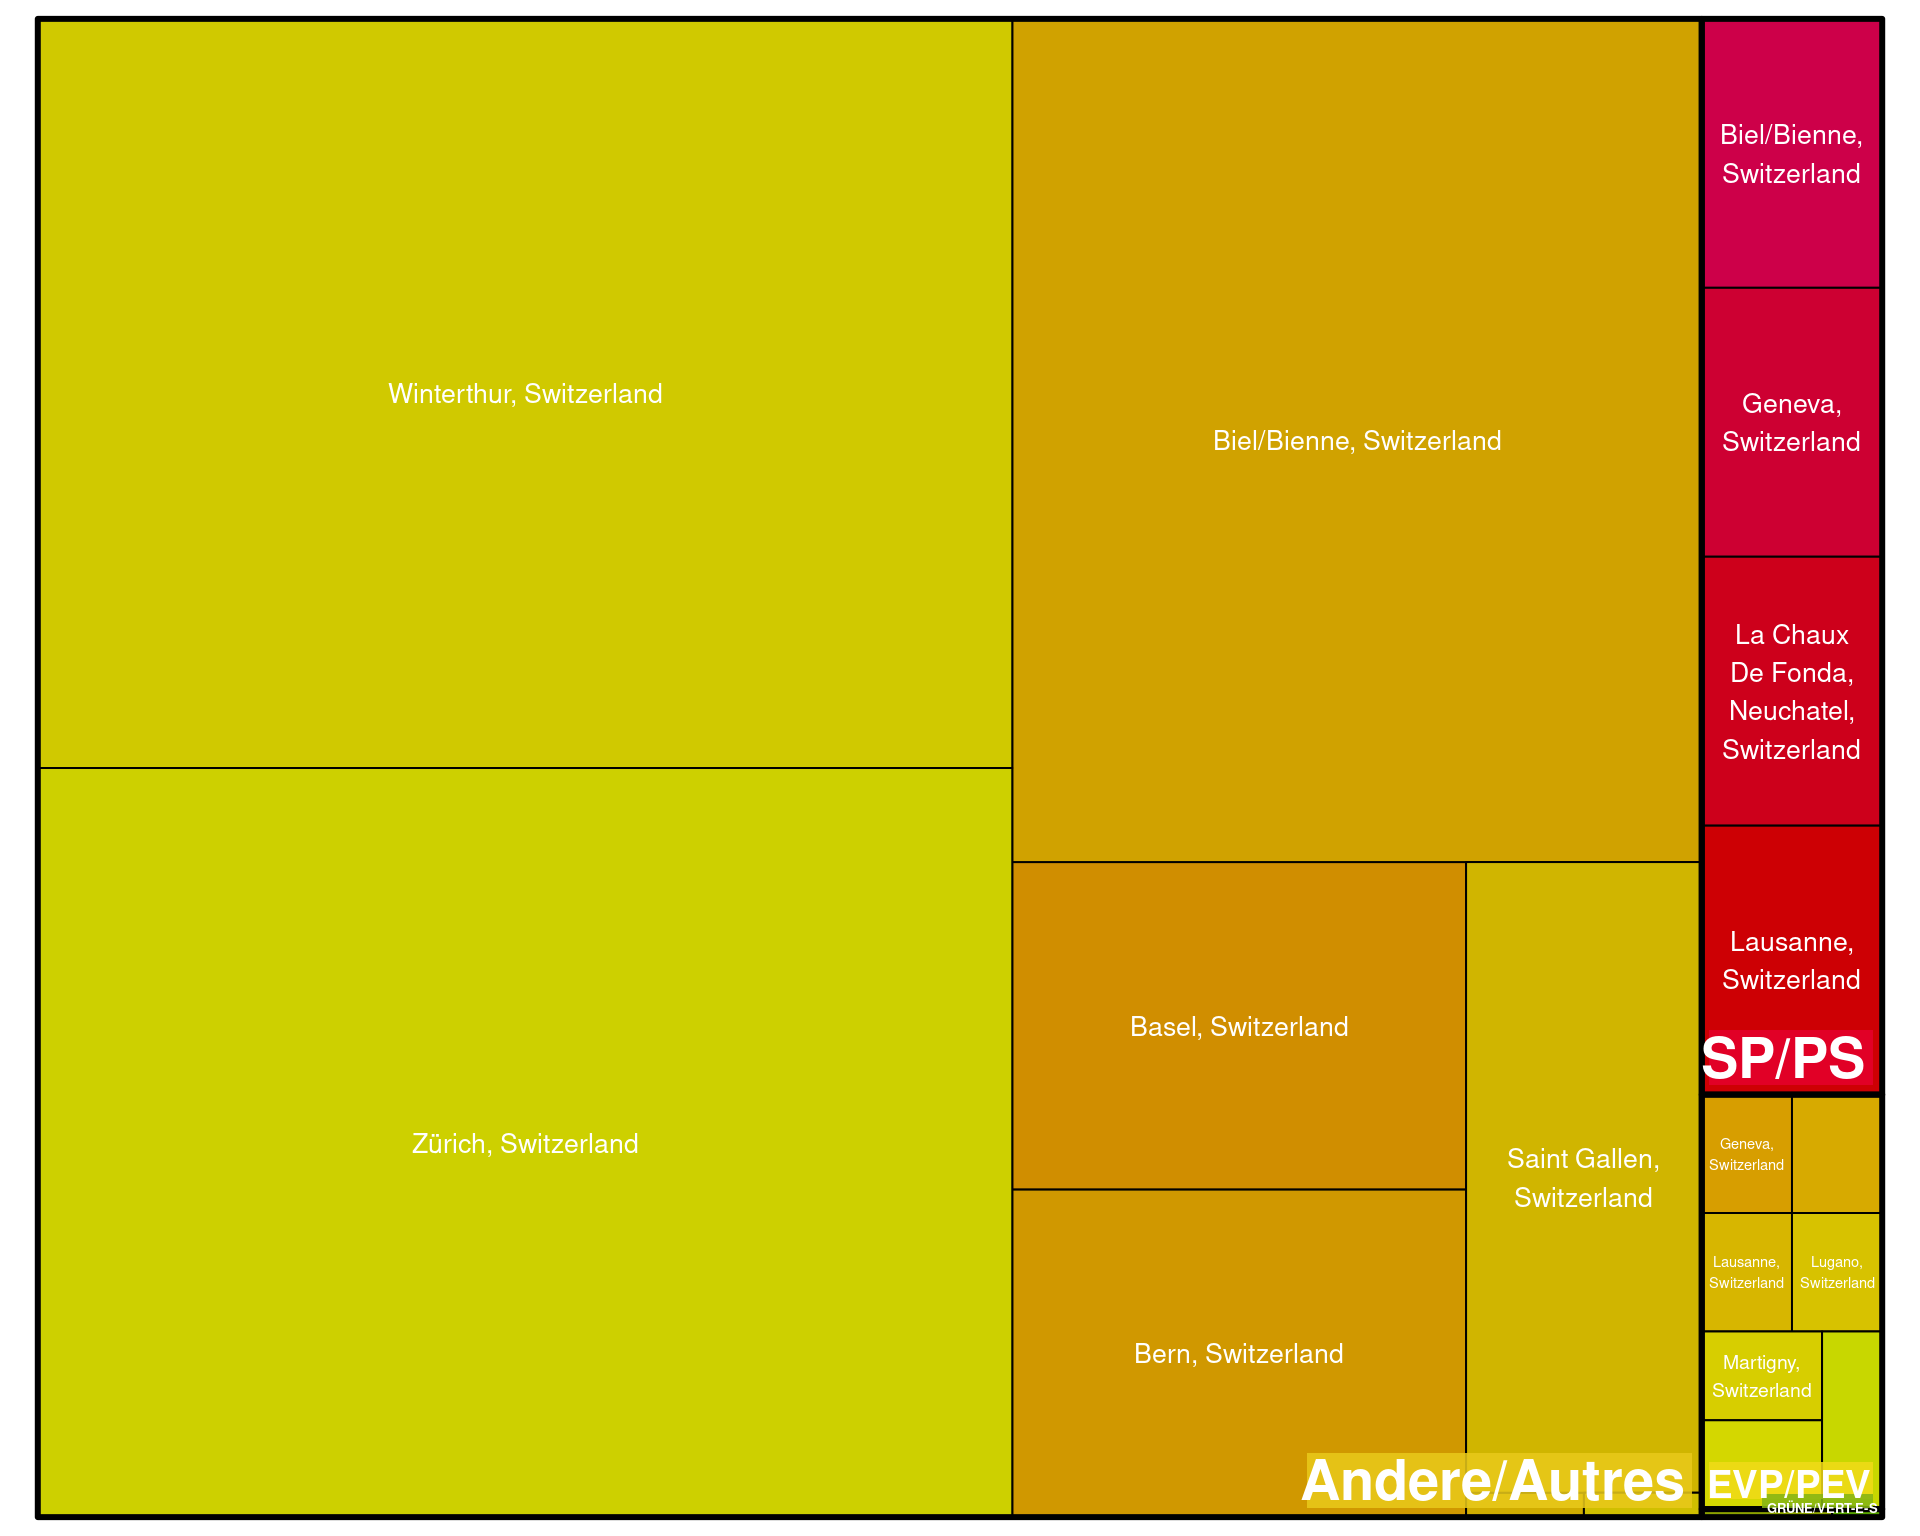 Winterthur, Switzerland
Zürich, Switzerland
Biel/Bienne, Switzerland
Basel, Switzerland
Bern, Switzerland
Saint Gallen,
Switzerland
Andere/Autres
Biel/Bienne,
Switzerland
Geneva,
Switzerland
La Chaux
De Fonda,
Neuchatel,
Switzerland
Lausanne,
Switzerland
SP/PS
Geneva,
Switzerland
Lausanne,
Switzerland
Lugano,
Switzerland
Martigny,
Switzerland
EVP/PEV
GRÜNE/VERT-E-S